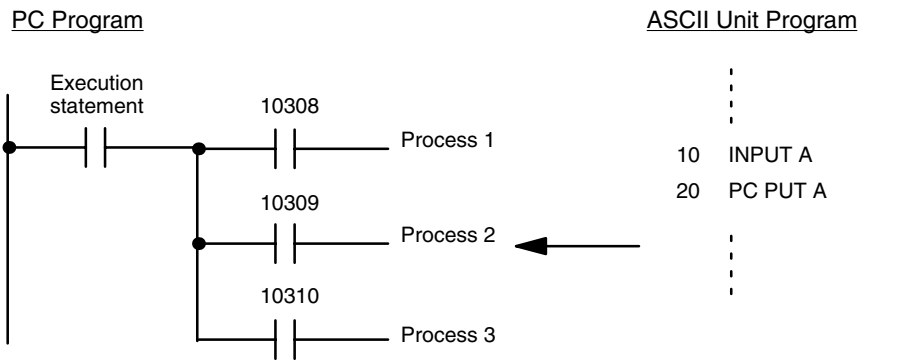 PC Program
ASCII Unit Program
Execution
statement
10308
Process 1
10 INPUT A
20 PC PUT A
10309
Process 2
10310
Process 3